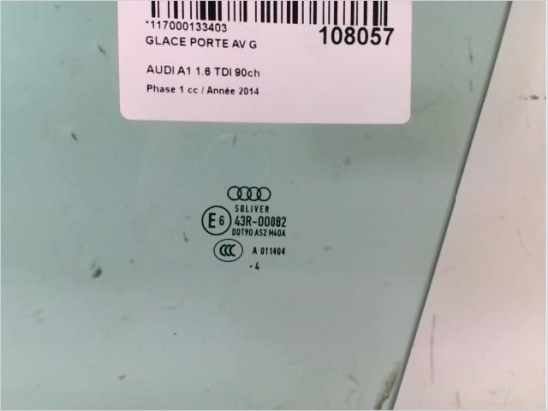 *117000133403
108057
GLACE PORTE AV G
AUDI A1 1.6 TDI 90ch
Phase 1 cc / Année 2014
SOLIVER
E6 43R-00082
DOT90 AS2 M40A
CCC A 011404
-4